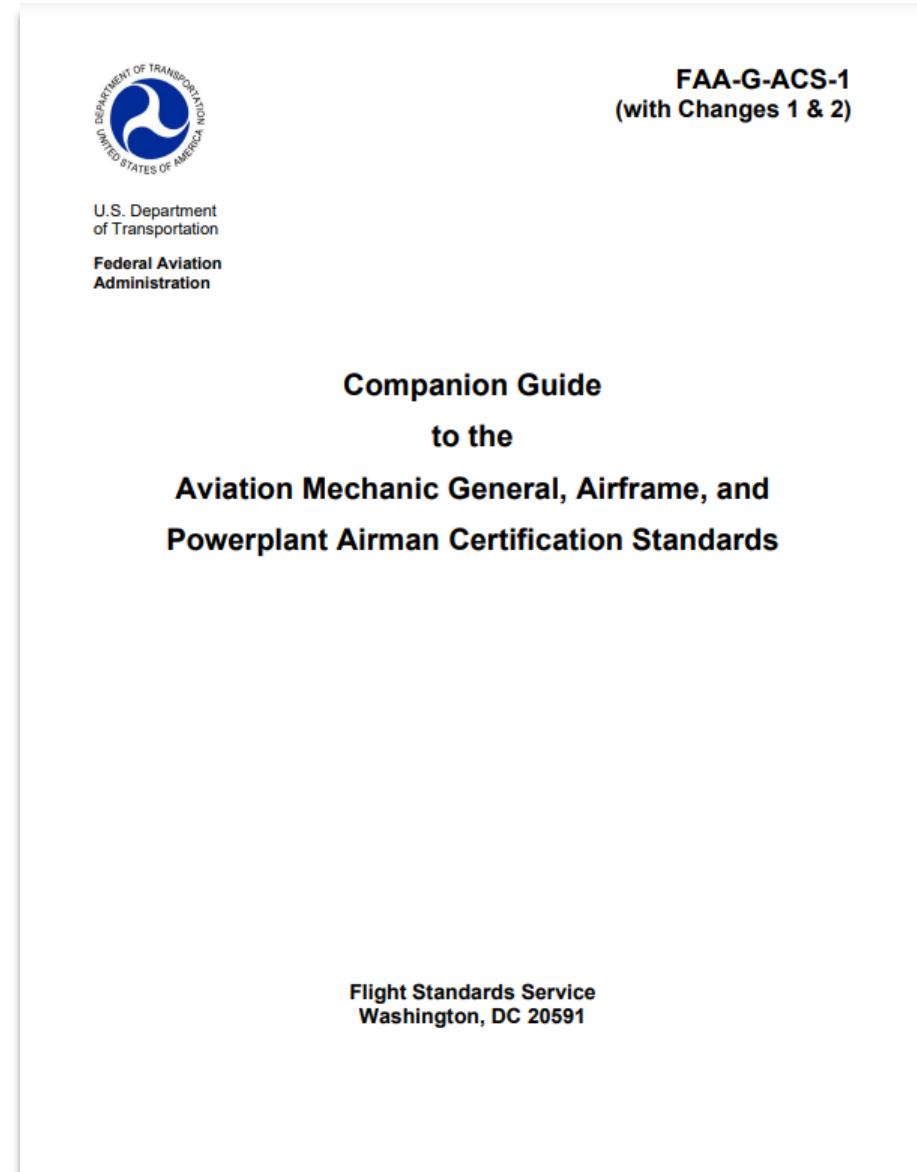 DEPARTMENT OF TRANSPORTATION
UNITED STATES OF AMERICA
FAA-G-ACS-1
(with Changes 1 & 2)
U.S. Department
of Transportation
Federal Aviation
Administration
Companion Guide
to the
Aviation Mechanic General, Airframe, and
Powerplant Airman Certification Standards
Flight Standards Service
Washington, DC 20591